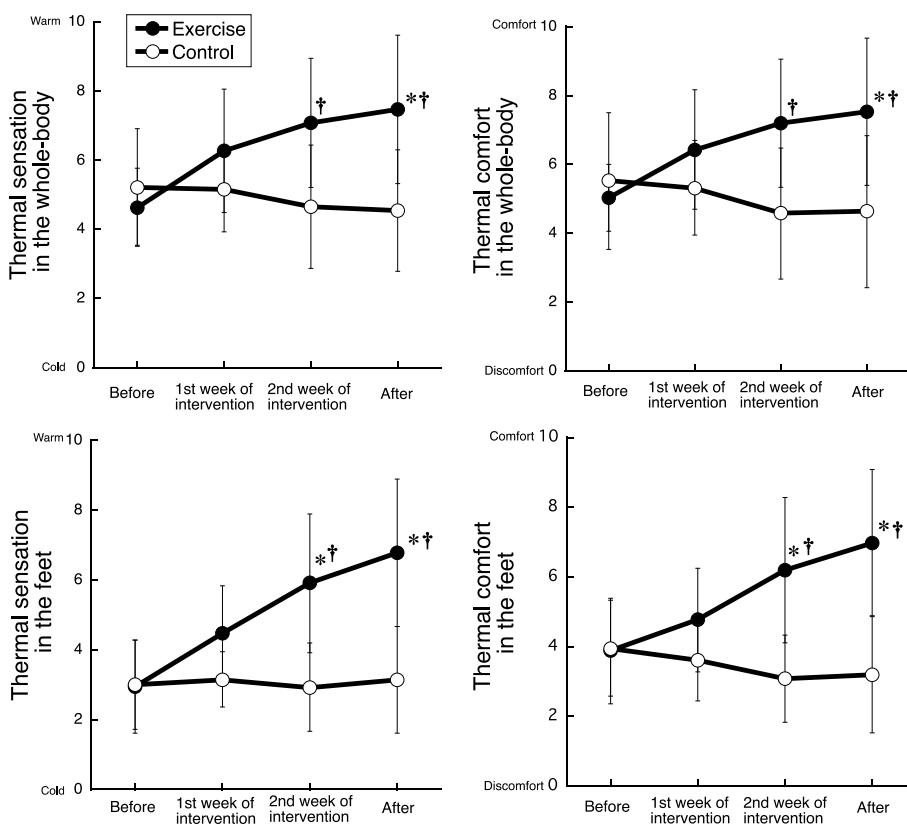 Warm 10
Exercise
Control
8
6
4
2
Cold 0
Thermal sensation
in the whole-body
†
*†
Before
1st week of
intervention
2nd week of
intervention
After
Comfort 10
8
6
4
2
Discomfort 0
Thermal comfort
in the whole-body
†
*†
Before
1st week of
intervention
2nd week of
intervention
After
Warm 10
8
6
4
2
Cold 0
Thermal sensation
in the feet
*†
*†
Before
1st week of
intervention
2nd week of
intervention
After
Comfort 10
8
6
4
2
Discomfort 0
Thermal comfort
in the feet
*†
*†
Before
1st week of
intervention
2nd week of
intervention
After